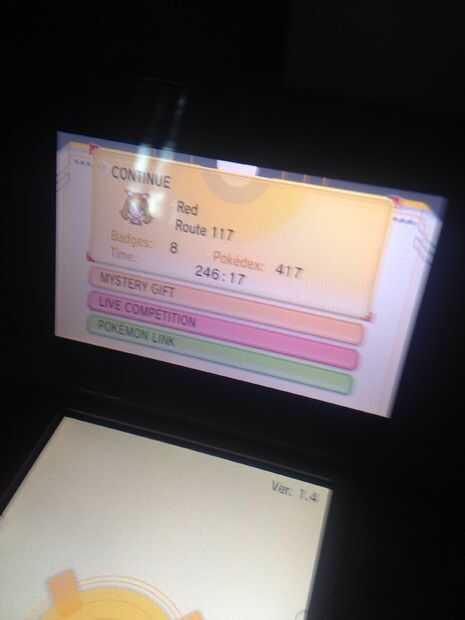 CONTINUE
Red
Route 117
Badges: 8 Pokédex: 417
Time: 246:17
MYSTERY GIFT
LIVE COMPETITION
POKÉMON LINK
Ver. 1.4